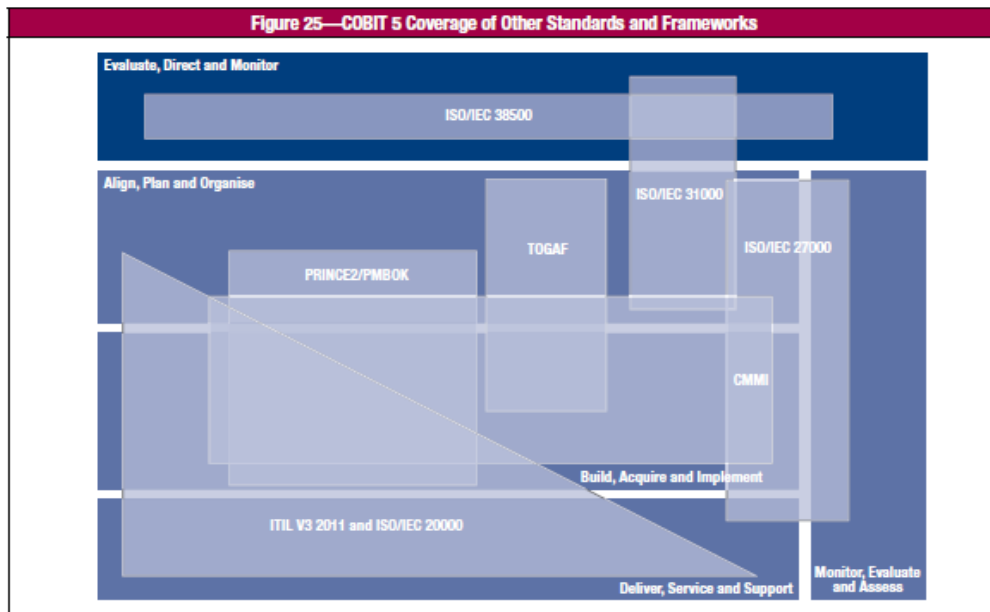 Figure 25—COBIT 5 Coverage of Other Standards and Frameworks
Evaluate, Direct and Monitor
ISO/IEC 38500
Align, Plan and Organise
ISO/IEC 31000
TOGAF
ISO/IEC 27000
PRINCE2/PMBOK
CMMI
Build, Acquire and Implement
ITIL V3 2011 and ISO/IEC 20000
Deliver, Service and Support
Monitor, Evaluate
and Assess